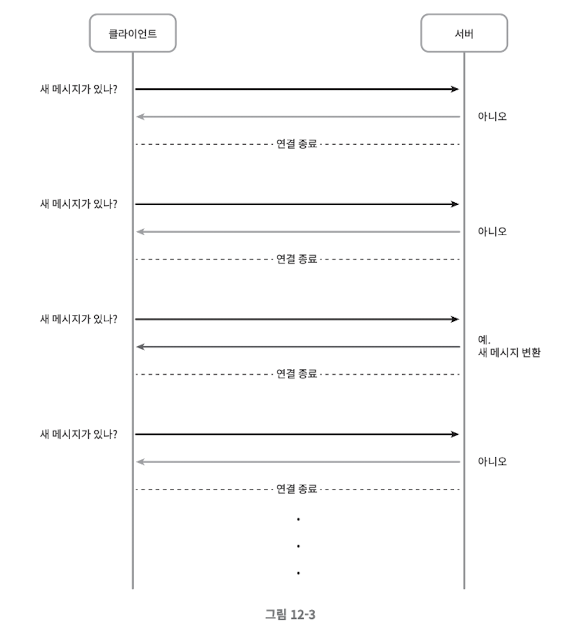 클라이언트
서버
새 메시지가 있나?
아니오
연결 종료
새 메시지가 있나?
아니오
연결 종료
새 메시지가 있나?
예.
새 메시지 변환
연결 종료
새 메시지가 있나?
아니오
연결 종료
그림 12-3